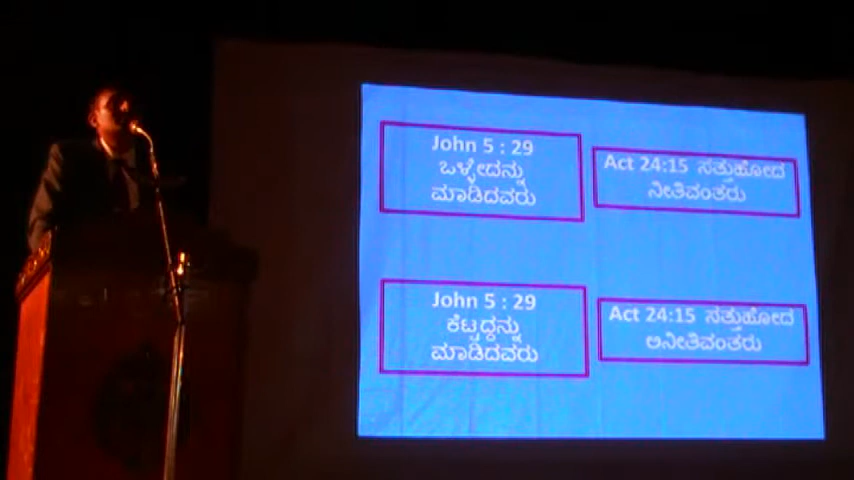 John 5 : 29
ಒಳ್ಳೇದನ್ನು
ಮಾಡಿದವರು
Act 24:15 ಸತ್ತುಹೋದ
ನೀತಿವಂತರು
John 5 : 29
ಕೆಟ್ಟದ್ದನ್ನು
ಮಾಡಿದವರು
Act 24:15 ಸತ್ತುಹೋದ
ಅನೀತಿವಂತರು